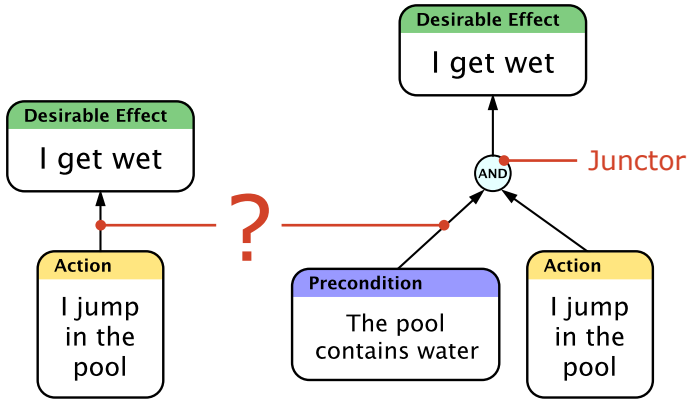 Desirable Effect
I get wet
Action
I jump
in the
pool
?
Desirable Effect
I get wet
AND
Junctor
Precondition
The pool
contains water
Action
I jump
in the
pool